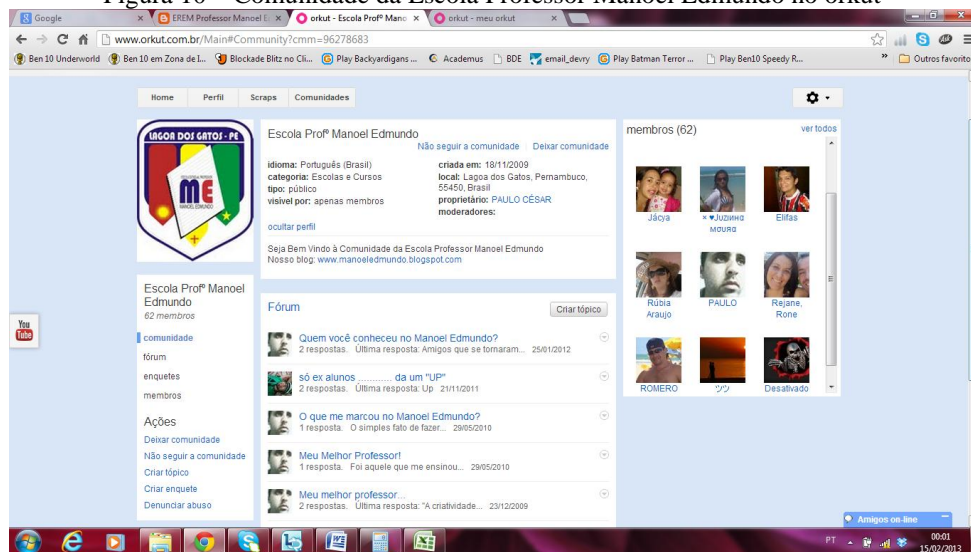 Figura 10 – Comunidade da Escola Professor Manoel Edmundo no orkut
Google
EREM Professor Manoel E
orkut - Escola Profº Mano
orkut - meu orkut
www.orkut.com.br/Main#Community?cmm=96278683
Ben 10 Underworld
Ben 10 em Zona de I...
Blockade Blitz no Cli...
Play Backyardigans ...
Academus
BDE
email_devry
Play Batman Terror ...
Play Ben10 Speedy R...
»
Outros favorito
Home
Perfil
Scraps
Comunidades
LAGOA DOS GATOS - PE
ME
MANOEL EDMUNDO
Escola Profº Manoel Edmundo
62 membros
comunidade
fórum
enquetes
membros
Ações
Deixar comunidade
Não seguir a comunidade
Criar tópico
Criar enquete
Denunciar abuso
You
Tube
Escola Profº Manoel Edmundo
Não seguir a comunidade
Deixar comunidade
idioma: Português (Brasil)
categoria: Escolas e Cursos
tipo: público
visível por: apenas membros
criada em: 18/11/2009
local: Lagoa dos Gatos, Pernambuco,
55450, Brasil
proprietário: PAULO CÉSAR
moderadores:
ocultar perfil
Seja Bem Vindo à Comunidade da Escola Professor Manoel Edmundo
Nosso blog: www.manoeledmundo.blogspot.com
Fórum
Criar tópico
Quem você conheceu no Manoel Edmundo?
2 respostas. Última resposta: Amigos que se tornaram... 25/01/2012
só ex alunos ............ da um "UP"
2 respostas. Última resposta: Up 21/11/2011
O que me marcou no Manoel Edmundo?
1 resposta. O simples fato de fazer... 29/05/2010
Meu Melhor Professor!
1 resposta. Foi aquele que me ensinou... 29/05/2010
Meu melhor professor...
2 respostas. Última resposta: "A criatividade... 23/12/2009
membros (62)
ver todos
Jácya
Elifas
Rúbia
Araujo
PAULO
Rejane,
Rone
ROMERO
ツツ
Desativado
Amigos on-line
PT
00:01
15/02/2013